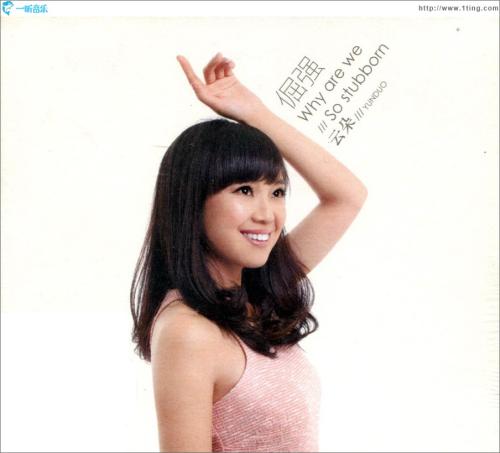 一听音乐
http://www.1ting.com
倔强
Why are we
/// So stubborn
云朵 /// YUNDUO